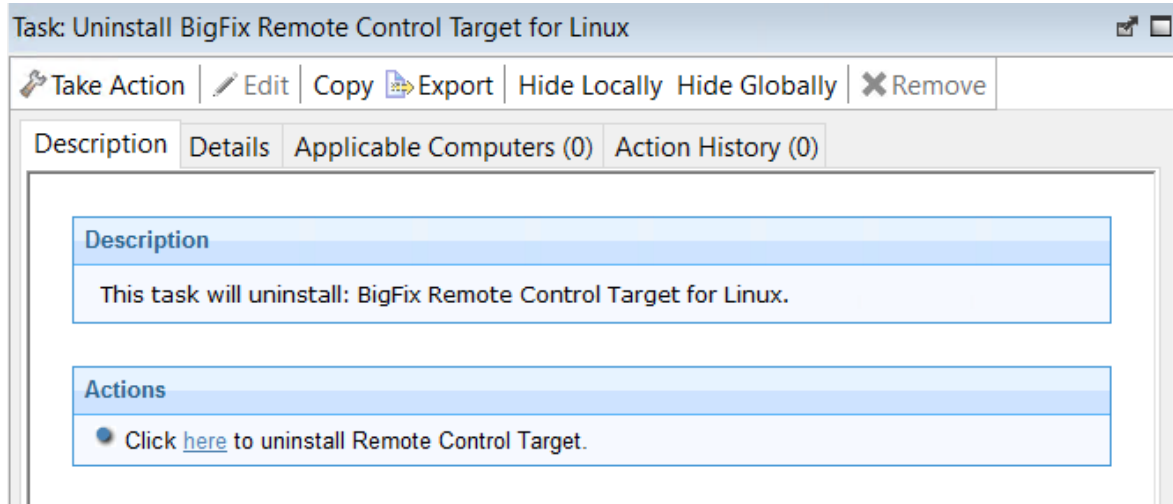 Task: Uninstall BigFix Remote Control Target for Linux
Take Action Edit Copy Export Hide Locally Hide Globally Remove
Description Details Applicable Computers (0) Action History (0)
Description
This task will uninstall: BigFix Remote Control Target for Linux.
Actions
Click here to uninstall Remote Control Target.